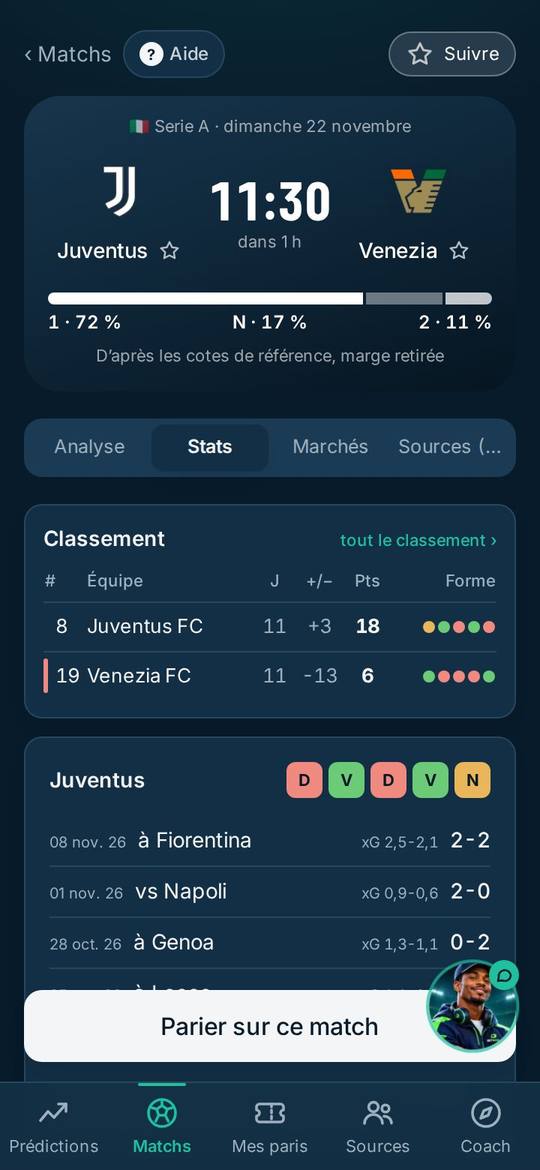 ‹ Matchs
? Aide
Suivre
Serie A · dimanche 22 novembre
11:30
dans 1 h
Juventus
Venezia
1 · 72 %
N · 17 %
2 · 11 %
D’après les cotes de référence, marge retirée
Analyse
Stats
Marchés
Sources (…
Classement
tout le classement ›
# Équipe J +/− Pts Forme
8 Juventus FC 11 +3 18
19 Venezia FC 11 -13 6
Juventus
D V D V N
08 nov. 26 à Fiorentina xG 2,5-2,1 2-2
01 nov. 26 vs Napoli xG 0,9-0,6 2-0
28 oct. 26 à Genoa xG 1,3-1,1 0-2
Parier sur ce match
Prédictions
Matchs
Mes paris
Sources
Coach